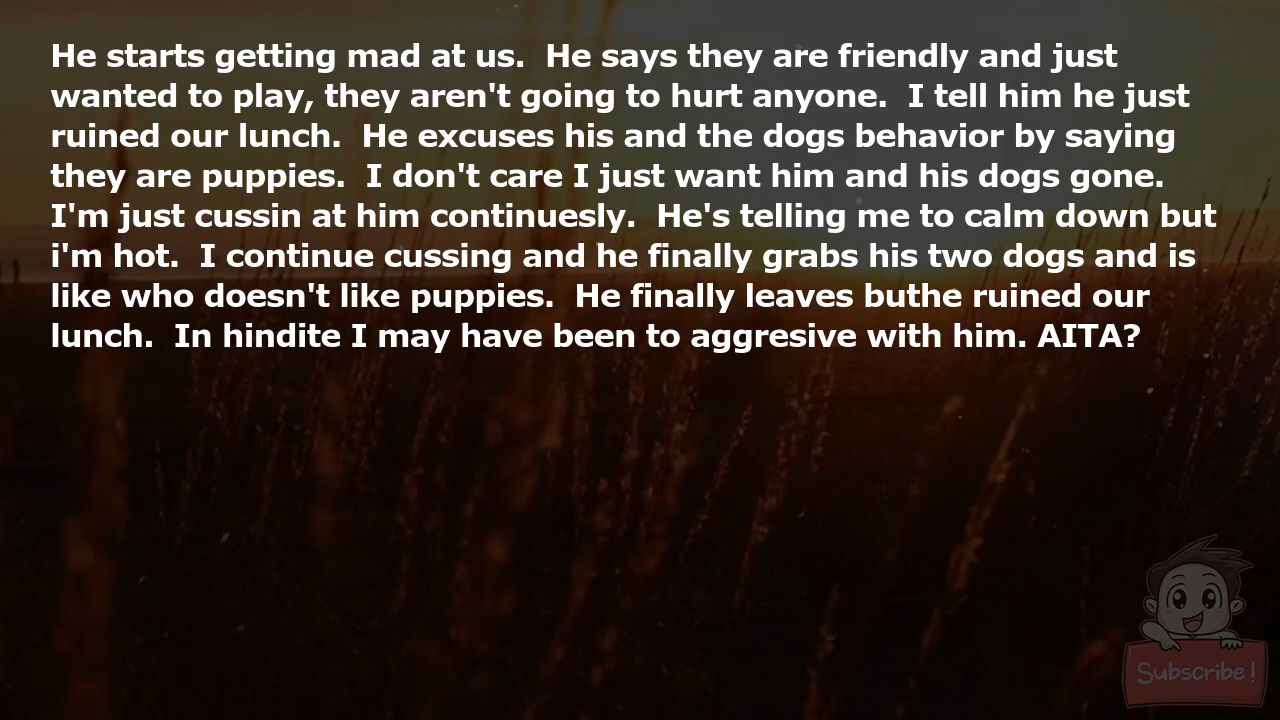 He starts getting mad at us.  He says they are friendly and just
wanted to play, they aren't going to hurt anyone.  I tell him he just
ruined our lunch.  He excuses his and the dogs behavior by saying
they are puppies.  I don't care I just want him and his dogs gone.
I'm just cussin at him continuesly.  He's telling me to calm down but
i'm hot.  I continue cussing and he finally grabs his two dogs and is
like who doesn't like puppies.  He finally leaves buthe ruined our
lunch.  In hindite I may have been to aggresive with him. AITA?
Subscribe!